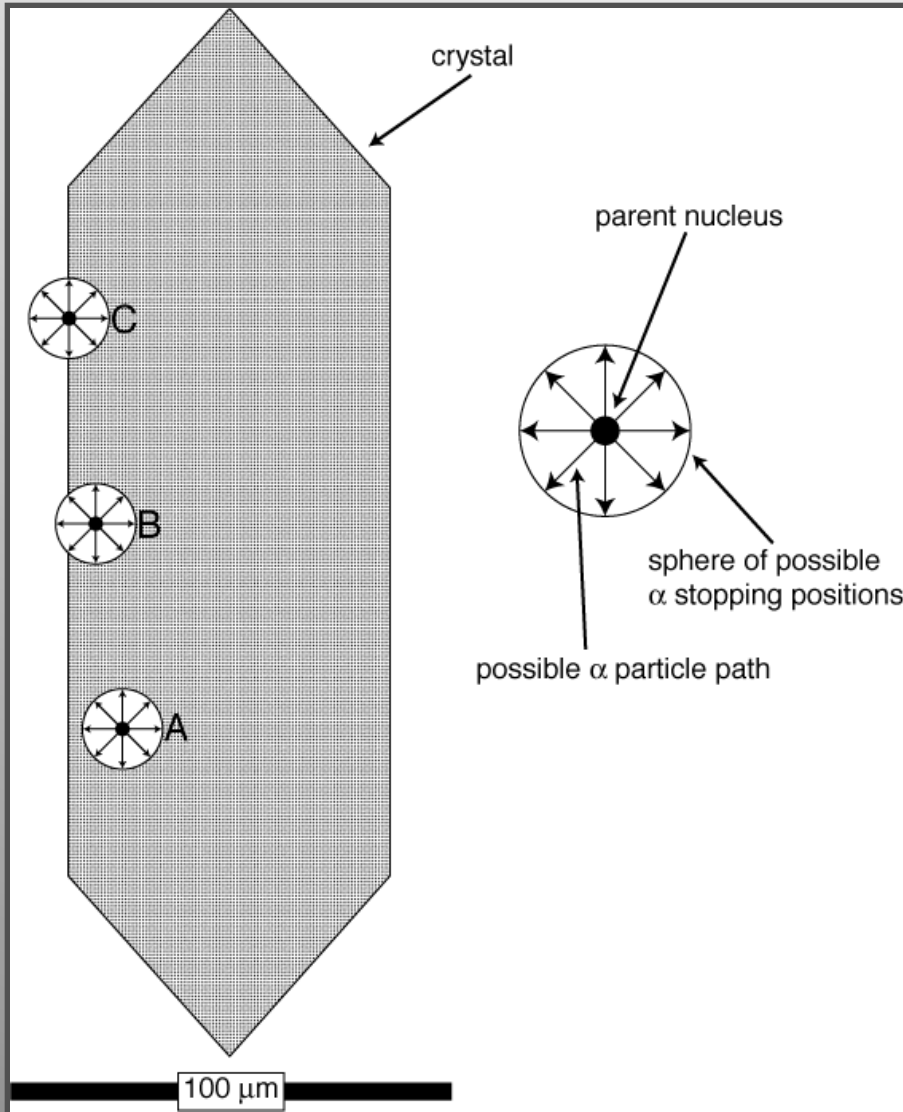 crystal
parent nucleus
C
B
sphere of possible
α stopping positions
possible α particle path
A
100 μm